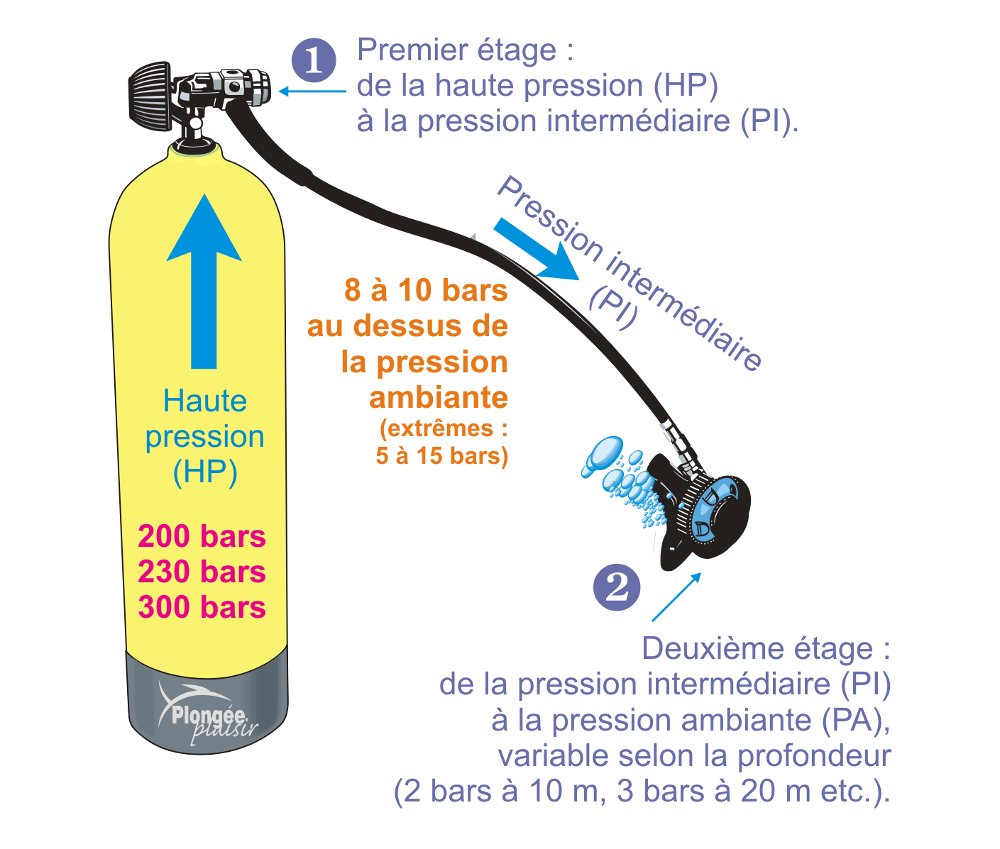 1
Premier étage :
de la haute pression (HP)
à la pression intermédiaire (PI).
Pression intermédiaire
(PI)
8 à 10 bars
au dessus de
la pression
ambiante
(extrêmes :
5 à 15 bars)
Haute
pression
(HP)
200 bars
230 bars
300 bars
Plongée
plaisir
2
Deuxième étage :
de la pression intermédiaire (PI)
à la pression ambiante (PA),
variable selon la profondeur
(2 bars à 10 m, 3 bars à 20 m etc.).